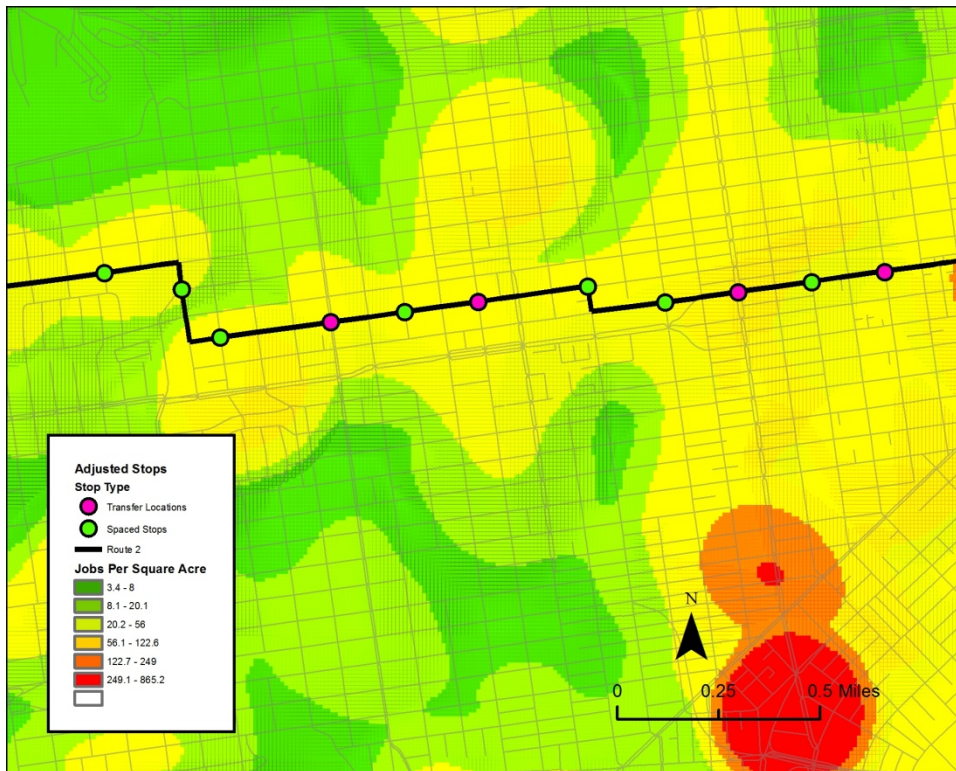 Adjusted Stops
Stop Type
Transfer Locations
Spaced Stops
Route 2
Jobs Per Square Acre
3.4 - 8
8.1 - 20.1
20.2 - 56
56.1 - 122.6
122.7 - 249
249.1 - 865.2
N
0 0.25 0.5 Miles